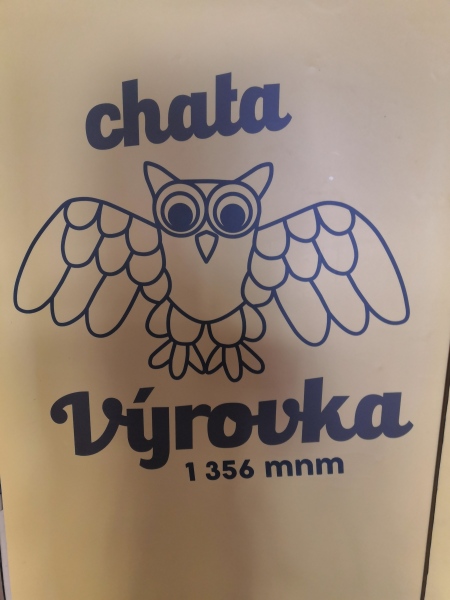 chata
Výrovka
1 356 mnm